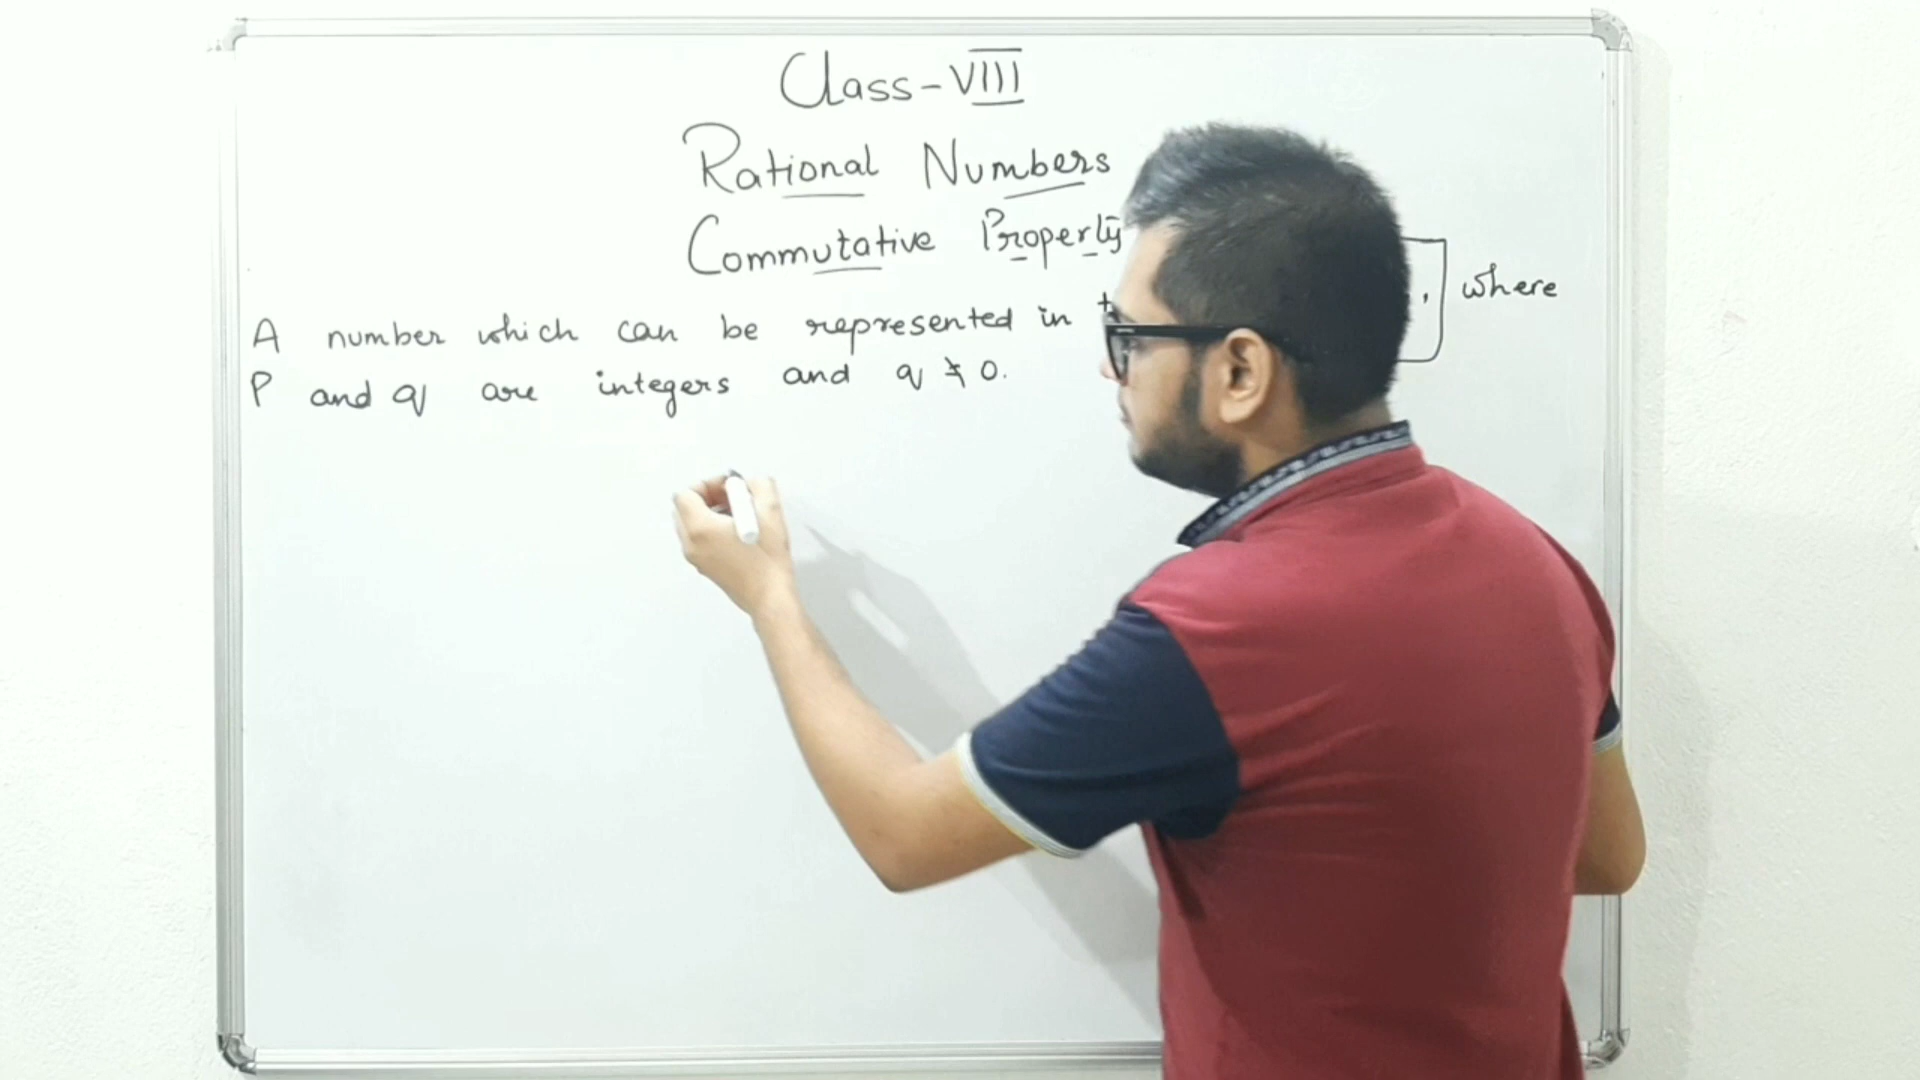 Class-VIII
Rational Numbers
Commutative Property
A number which can be represented in , where
P and q are integers and q ≠ 0.